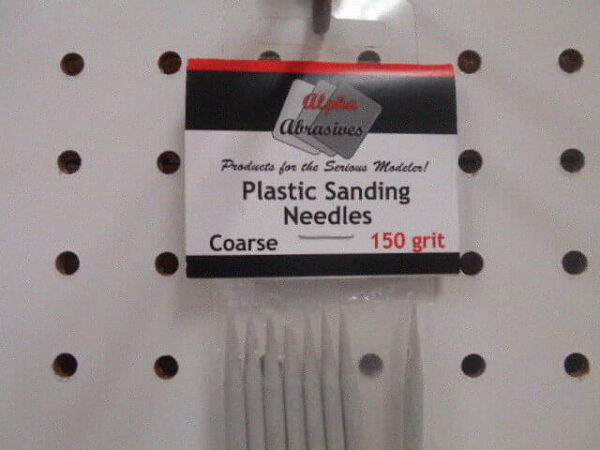 Alpha
Abrasives
Products for the Serious Modeler!
Plastic Sanding
Needles
Coarse 150 grit